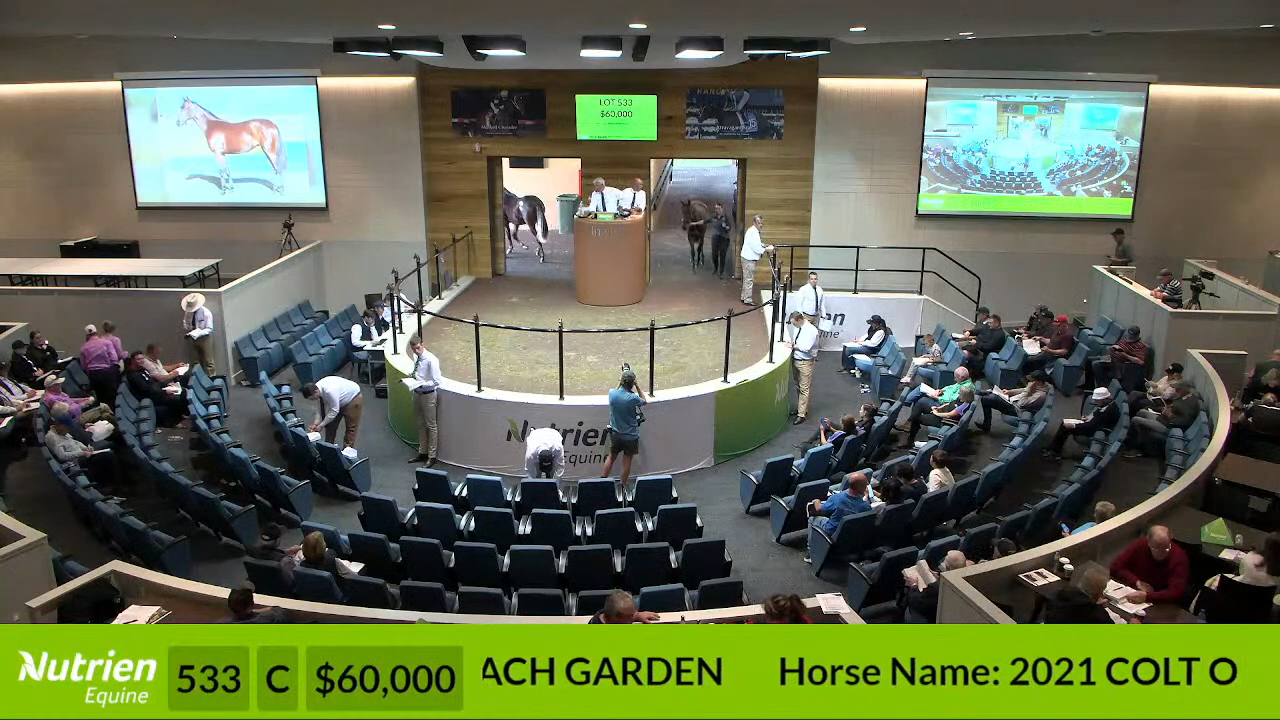 LOT 533
$60,000
Nutrien
Equine
Nutrien
Equine
533
C
$60,000
ACH GARDEN
Horse Name: 2021 COLT O